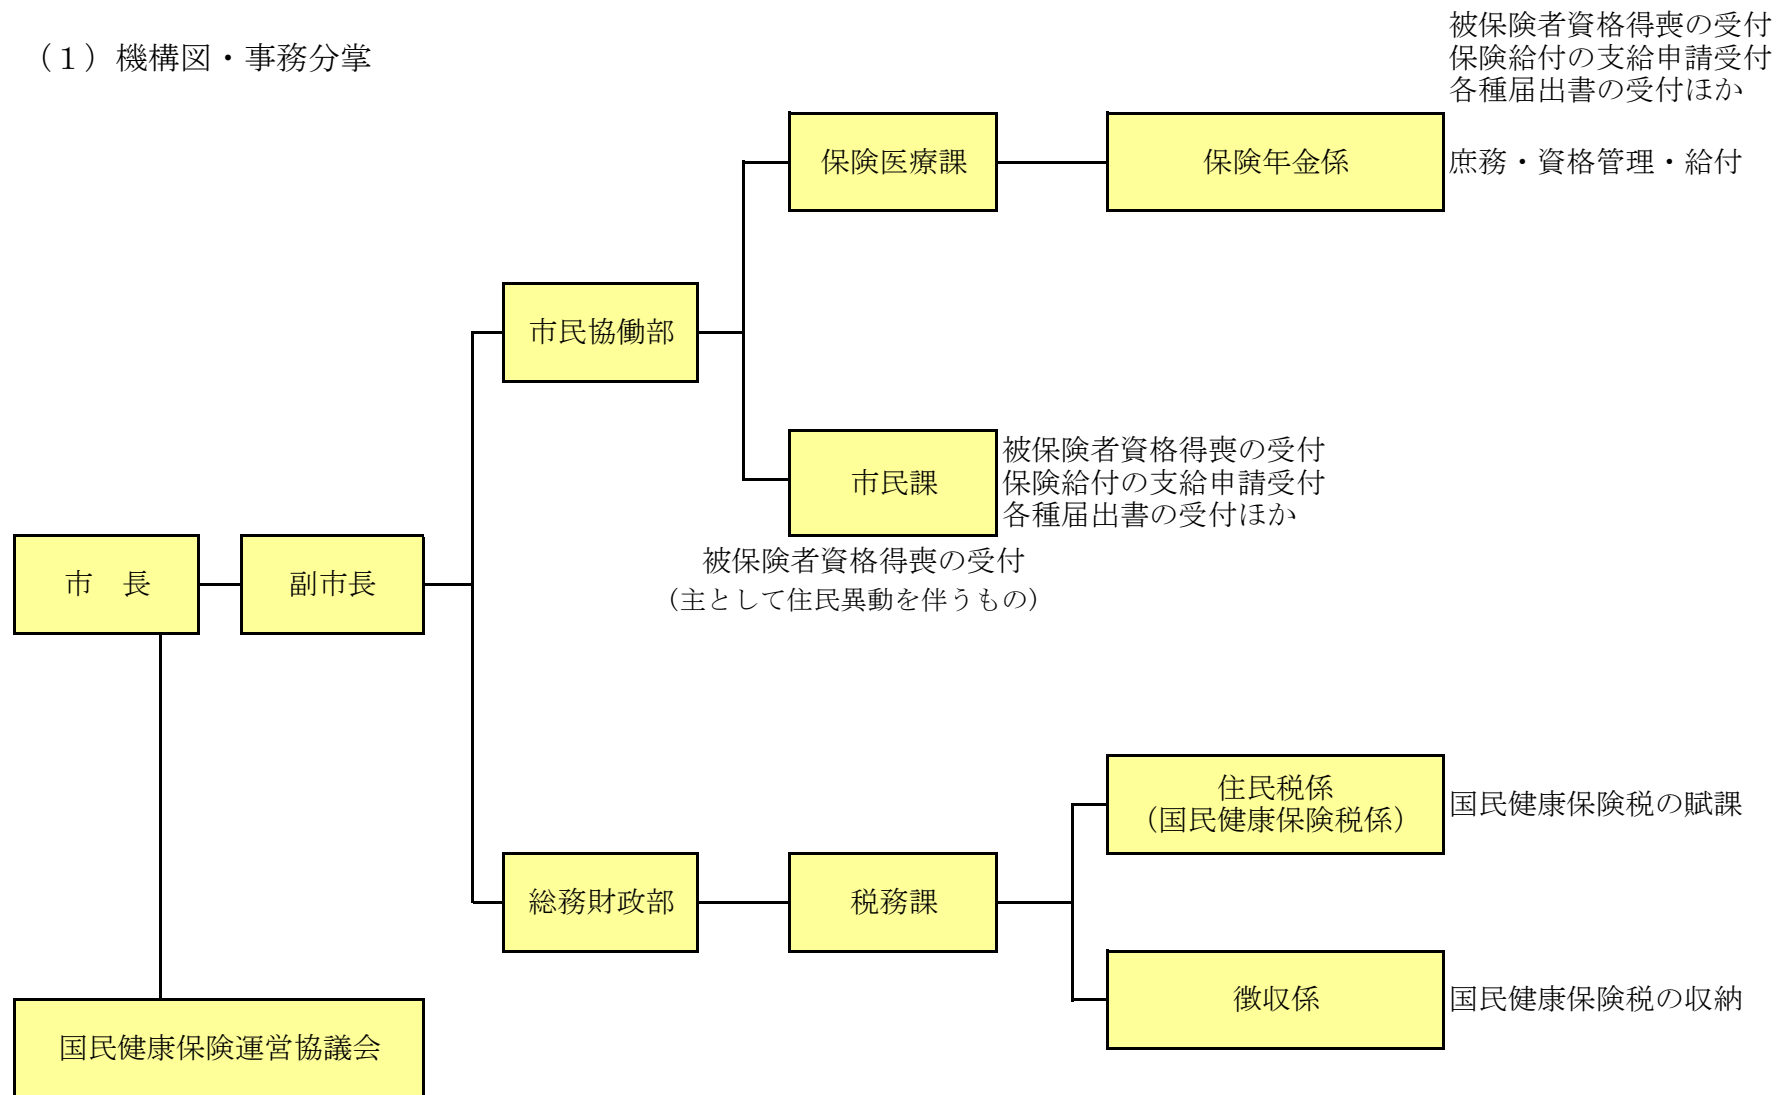 （１）機構図・事務分掌
被保険者資格得喪の受付
保険給付の支給申請受付
各種届出書の受付ほか
保険医療課
保険年金係
庶務・資格管理・給付
市民協働部
市民課
被保険者資格得喪の受付
保険給付の支給申請受付
各種届出書の受付ほか
被保険者資格得喪の受付
（主として住民異動を伴うもの）
市　長
副市長
住民税係
（国民健康保険税係）
国民健康保険税の賦課
総務財政部
税務課
徴収係
国民健康保険税の収納
国民健康保険運営協議会